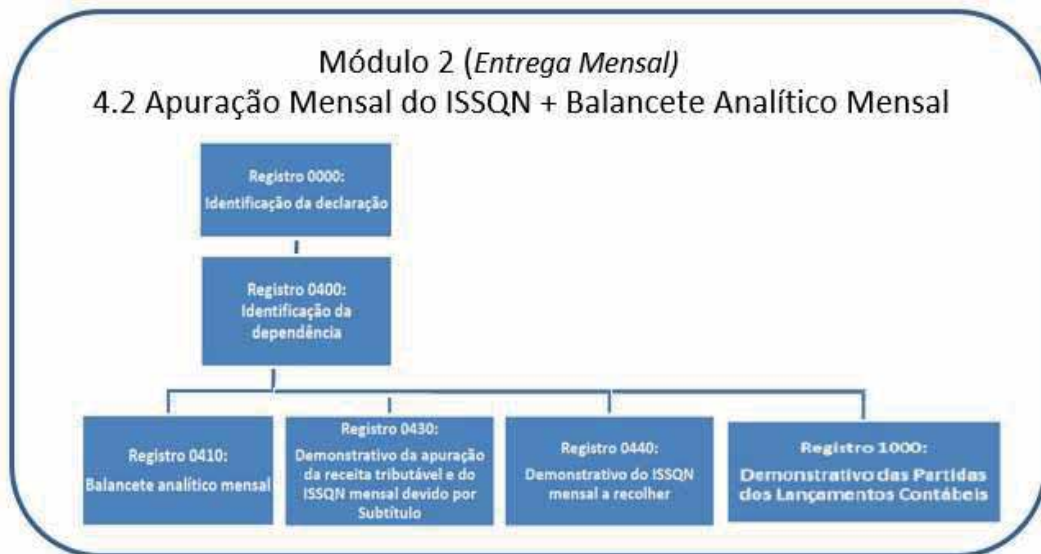 Módulo 2 (Entrega Mensal)
4.2 Apuração Mensal do ISSQN + Balancete Analítico Mensal
Registro 0000:
Identificação da declaração
Registro 0400:
Identificação da
dependência
Registro 0410:
Balancete analítico mensal
Registro 0430:
Demonstrativo da apuração
da receita tributável e do
ISSQN mensal devido por
Subtítulo
Registro 0440:
Demonstrativo do ISSQN
mensal a recolher
Registro 1000:
Demonstrativo das Partidas
dos Lançamentos Contábeis